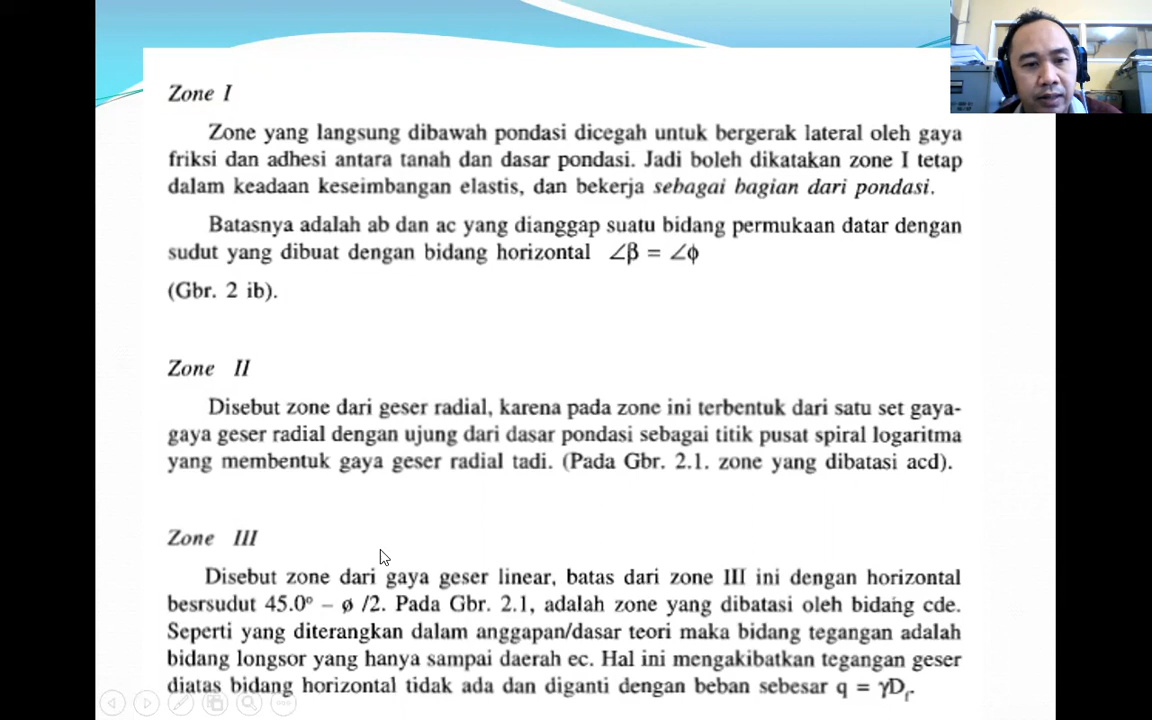 Zone I
Zone yang langsung dibawah pondasi dicegah untuk bergerak lateral oleh gaya
friksi dan adhesi antara tanah dan dasar pondasi. Jadi boleh dikatakan zone I tetap
dalam keadaan keseimbangan elastis, dan bekerja sebagai bagian dari pondasi.
Batasnya adalah ab dan ac yang dianggap suatu bidang permukaan datar dengan
sudut yang dibuat dengan bidang horizontal ∠β = ∠ϕ
(Gbr. 2 ib).
Zone II
Disebut zone dari geser radial, karena pada zone ini terbentuk dari satu set gaya-
gaya geser radial dengan ujung dari dasar pondasi sebagai titik pusat spiral logaritma
yang membentuk gaya geser radial tadi. (Pada Gbr. 2.1. zone yang dibatasi acd).
Zone III
Disebut zone dari gaya geser linear, batas dari zone III ini dengan horizontal
besrsudut 45.0° – ø /2. Pada Gbr. 2.1, adalah zone yang dibatasi oleh bidang cde.
Seperti yang diterangkan dalam anggapan/dasar teori maka bidang tegangan adalah
bidang longsor yang hanya sampai daerah ec. Hal ini mengakibatkan tegangan geser
diatas bidang horizontal tidak ada dan diganti dengan beban sebesar q = γD_f.